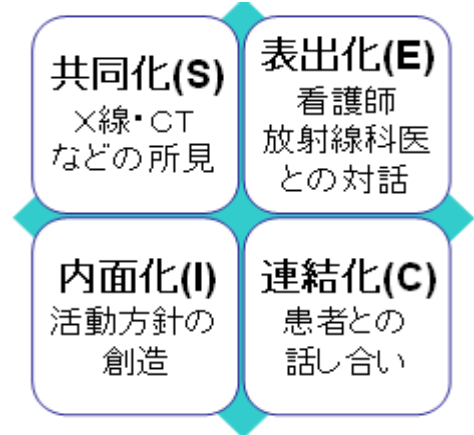 共同化(S)
X線・CT
などの所見
表出化(E)
看護師
放射線科医
との対話
内面化(I)
活動方針の
創造
連結化(C)
患者との
話し合い